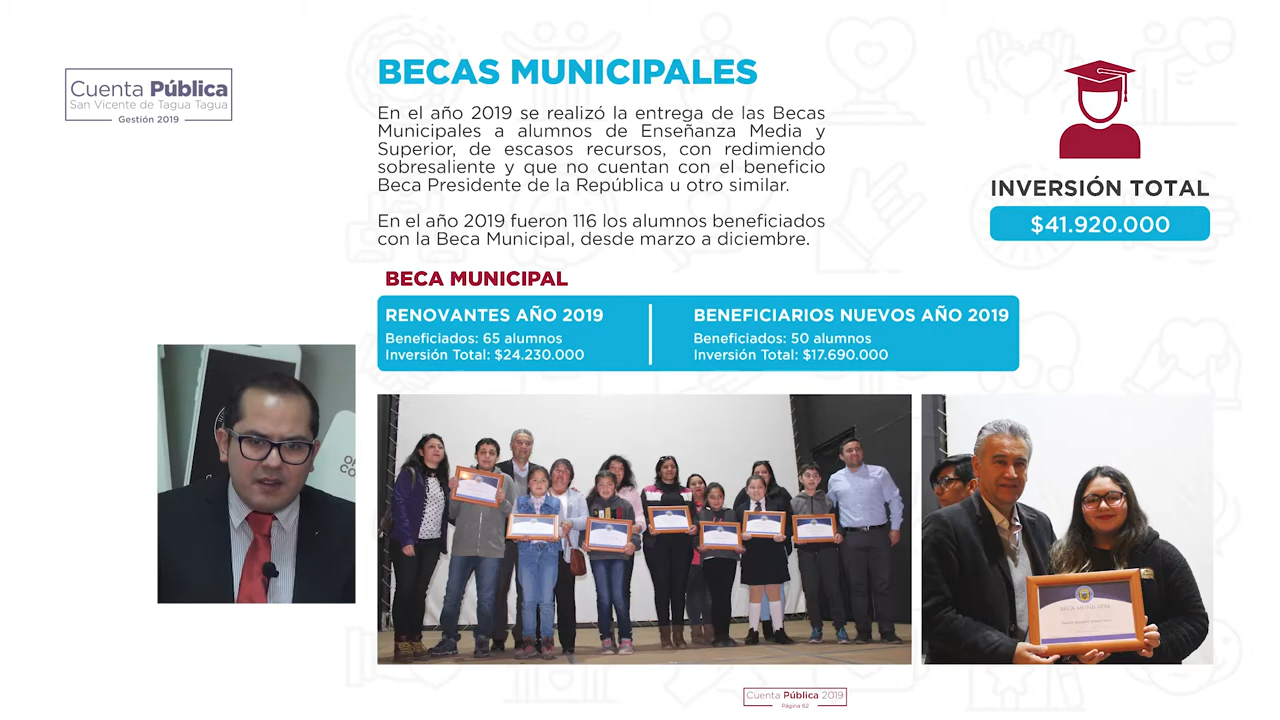 Cuenta Pública
San Vicente de Tagua Tagua
Gestión 2019
BECAS MUNICIPALES
En el año 2019 se realizó la entrega de las Becas
Municipales a alumnos de Enseñanza Media y
Superior, de escasos recursos, con redimiendo
sobresaliente y que no cuentan con el beneficio
Beca Presidente de la República u otro similar.
En el año 2019 fueron 116 los alumnos beneficiados
con la Beca Municipal, desde marzo a diciembre.
INVERSIÓN TOTAL
$41.920.000
BECA MUNICIPAL
RENOVANTES AÑO 2019
Beneficiados: 65 alumnos
Inversión Total: $24.230.000
BENEFICIARIOS NUEVOS AÑO 2019
Beneficiados: 50 alumnos
Inversión Total: $17.690.000
BECA MUNICIPAL
Cuenta Pública 2019
Página 62